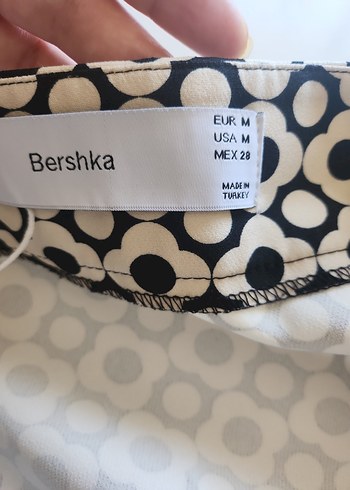 Bershka
EUR M
USA M
MEX 28
MADE IN
TURKEY